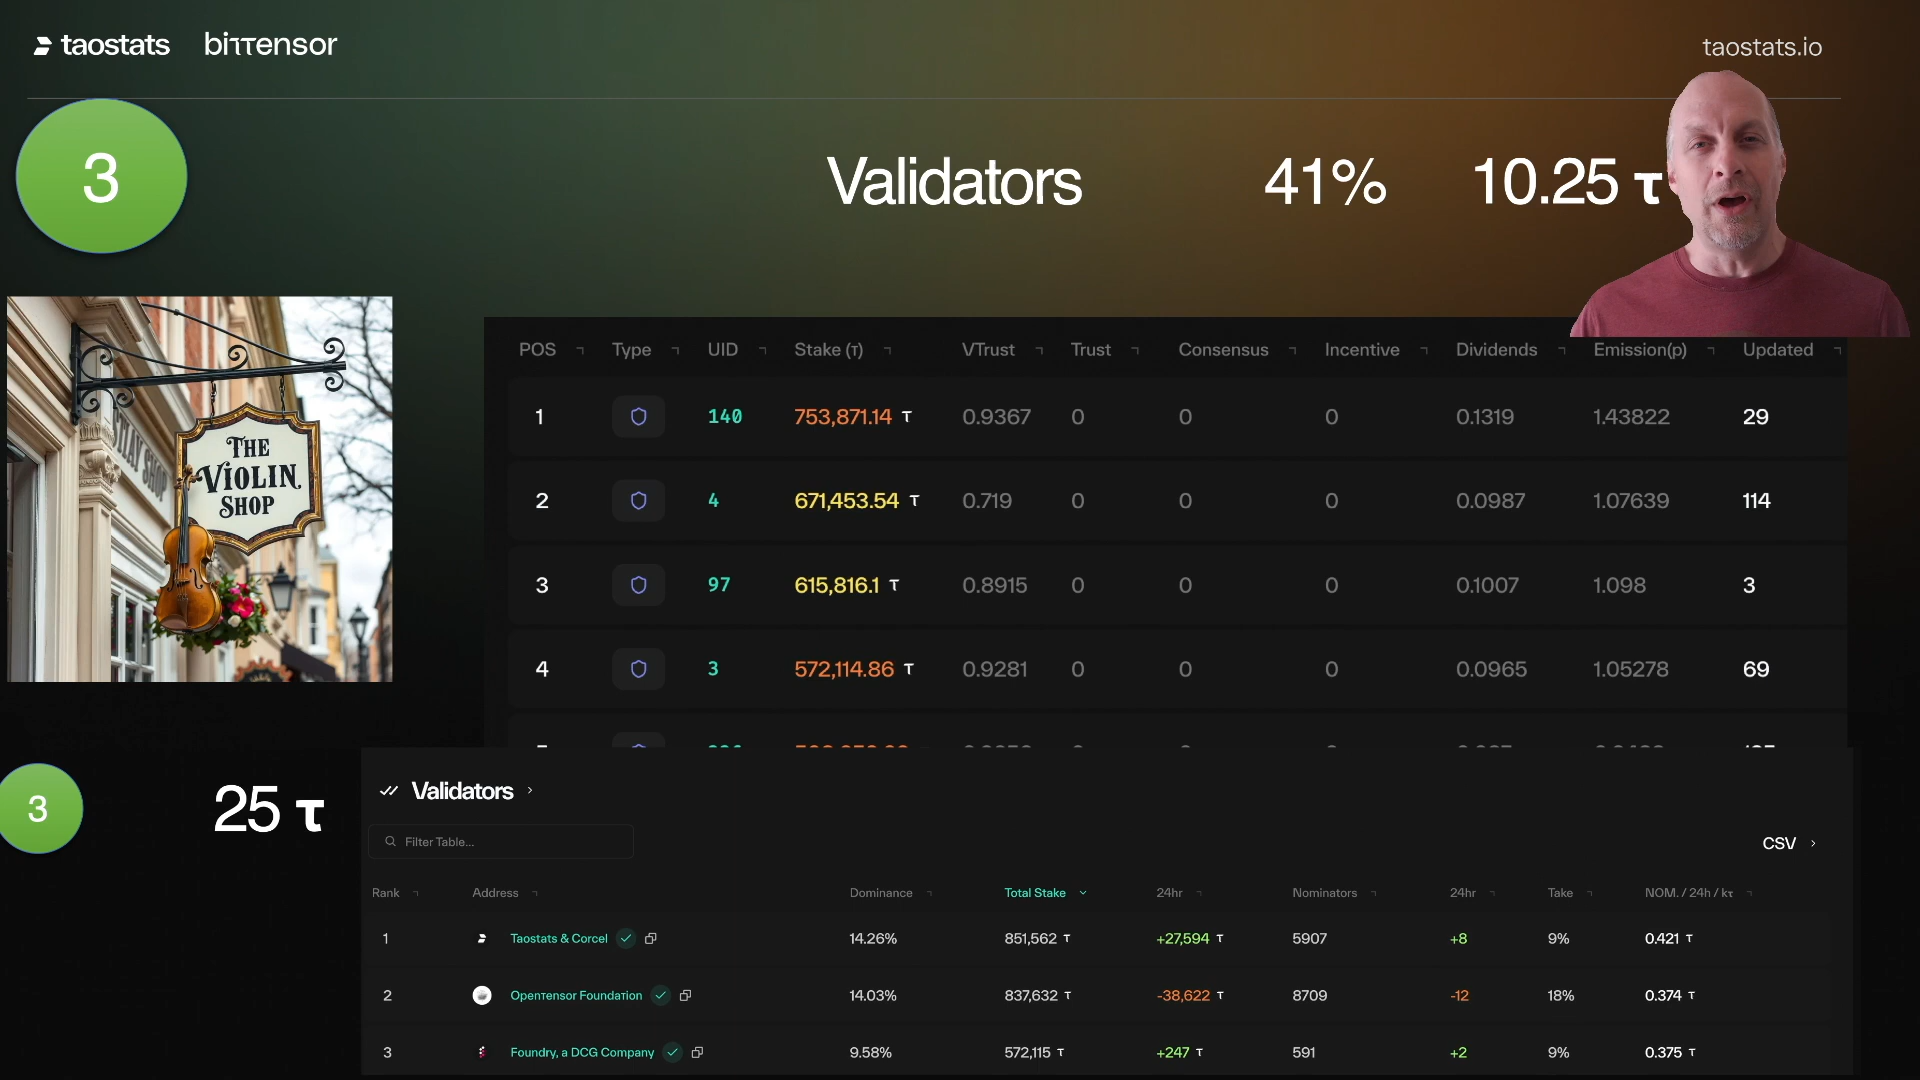 taostats bittensor taostats.io
3 Validators 41% 10.25 τ
THE
VIOLIN
SHOP
POS Type UID Stake (τ) VTrust Trust Consensus Incentive Dividends Emission(p) Updated
1 140 753,871.14 τ 0.9367 0 0 0 0.1319 1.43822 29
2 4 671,453.54 τ 0.719 0 0 0 0.0987 1.07639 114
3 97 615,816.1 τ 0.8915 0 0 0 0.1007 1.098 3
4 3 572,114.86 τ 0.9281 0 0 0 0.0965 1.05278 69
3 25 τ
Validators
Filter Table...
CSV
Rank Address Dominance Total Stake 24hr Nominators 24hr Take NOM. / 24h / kτ
1 Taostats & Corcel 14.26% 851,562 τ +27,594 τ 5907 +8 9% 0.421 τ
2 Openτensor Foundation 14.03% 837,632 τ -38,622 τ 8709 -12 18% 0.374 τ
3 Foundry, a DCG Company 9.58% 572,115 τ +247 τ 591 +2 9% 0.375 τ